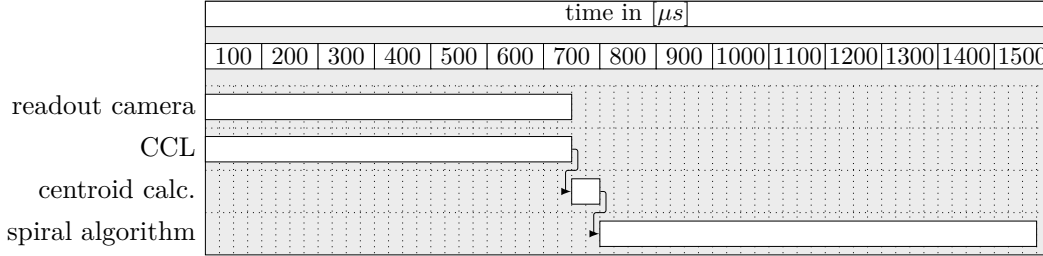 time in [μs]
100 200 300 400 500 600 700 800 900 1000 1100 1200 1300 1400 1500
readout camera
CCL
centroid calc.
spiral algorithm